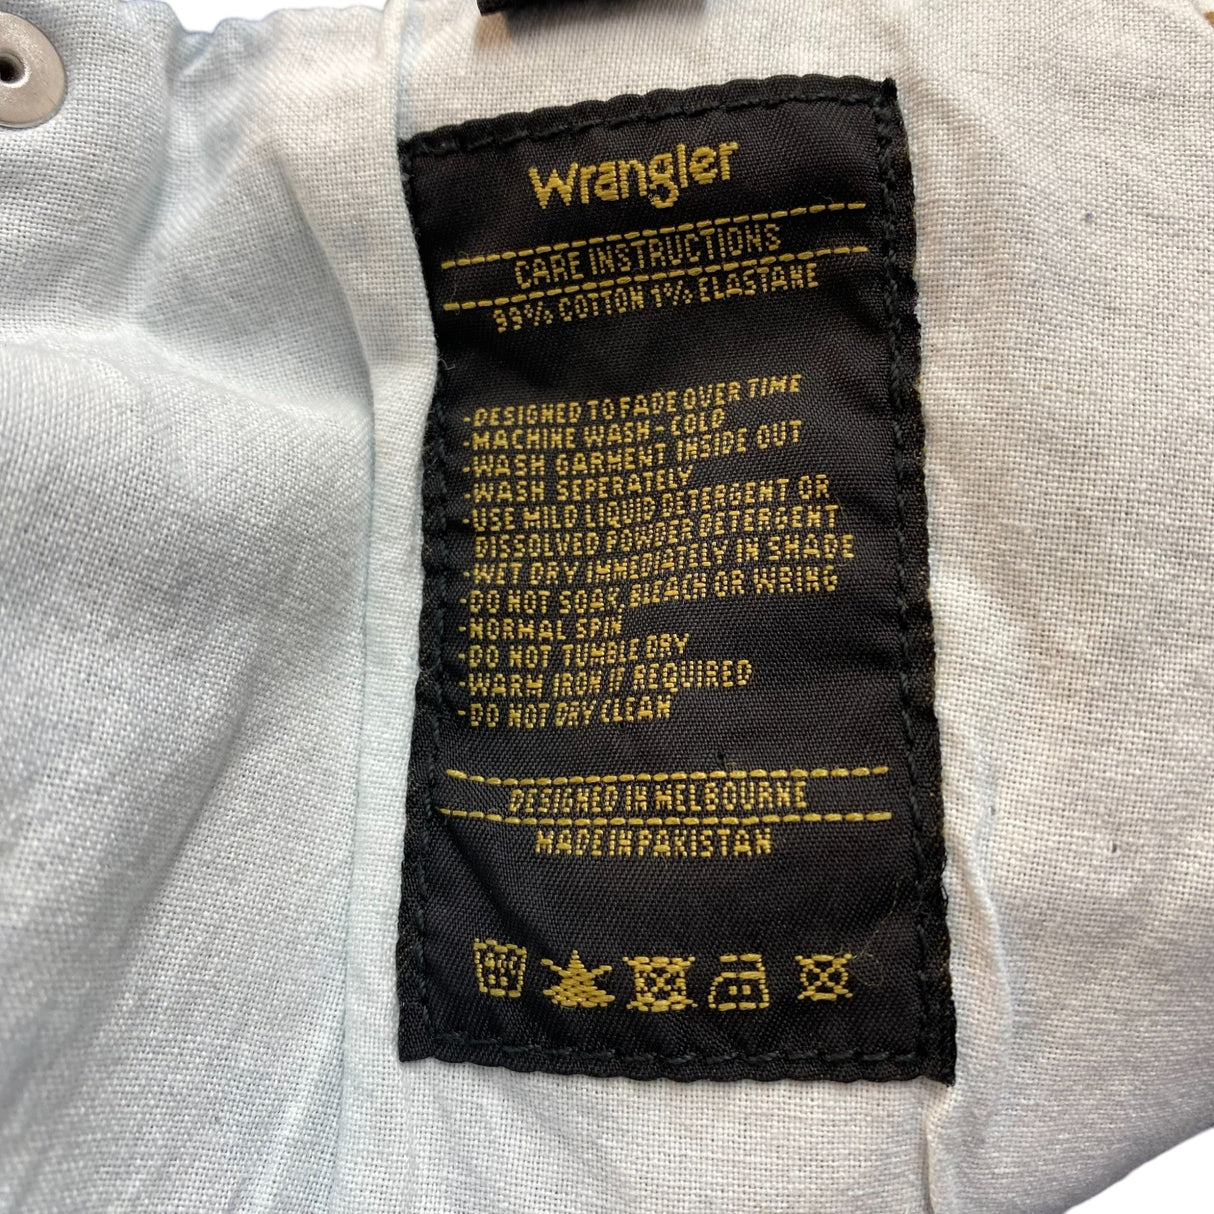 Wrangler
CARE INSTRUCTIONS
99% COTTON 1% ELASTANE
-DESIGNED TO FADE OVER TIME
-MACHINE WASH-COLD
-WASH GARMENT INSIDE OUT
-WASH SEPERATELY
-USE MILD LIQUID DETERGENT OR
DISSOLVED POWDER DETERGENT
-WET DRY IMMEDIATELY IN SHADE
-DO NOT SOAK BLEACH OR WRING
-NORMAL SPIN
-DO NOT TUMBLE DRY
-WARM IRON IF REQUIRED
-DO NOT DRY CLEAN
DESIGNED IN MELBOURNE
MADE IN PAKISTAN